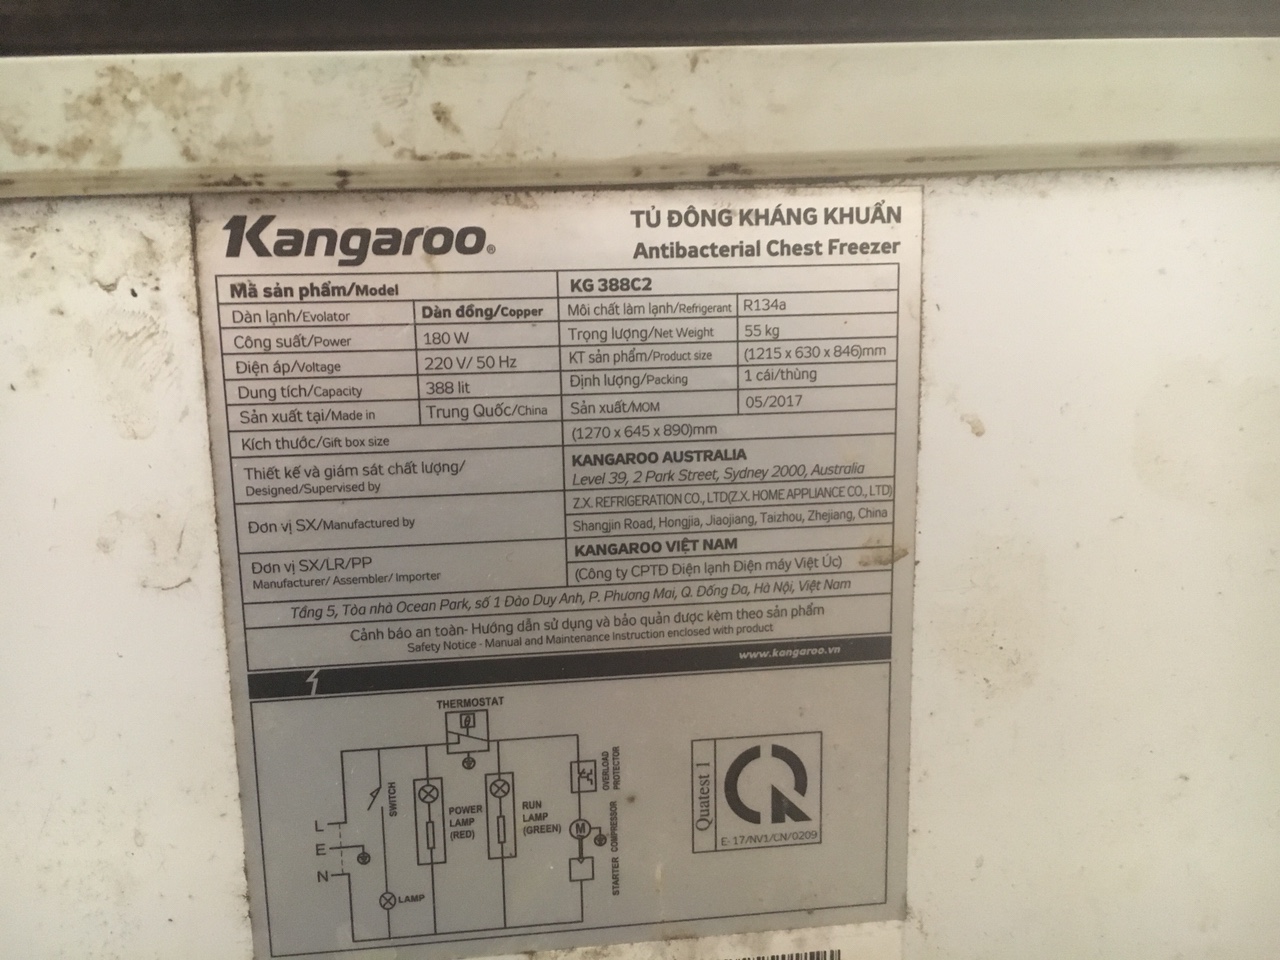 Kangaroo®
TỦ ĐÔNG KHÁNG KHUẨN
Antibacterial Chest Freezer
Mã sản phẩm/Model KG 388C2
Dàn lạnh/Evolator Dàn đồng/Copper Môi chất làm lạnh/Refrigerant R134a
Công suất/Power 180 W Trọng lượng/Net Weight 55 kg
Điện áp/Voltage 220 V/ 50 Hz KT sản phẩm/Product size (1215 x 630 x 846)mm
Dung tích/Capacity 388 lit Định lượng/Packing 1 cái/thùng
Sản xuất tại/Made in Trung Quốc/China Sản xuất/MOM 05/2017
Kích thước/Gift box size (1270 x 645 x 890)mm
Thiết kế và giám sát chất lượng/
Designed/Supervised by
KANGAROO AUSTRALIA
Level 39, 2 Park Street, Sydney 2000, Australia
Đơn vị SX/Manufactured by
Z.X. REFRIGERATION CO., LTD(Z.X. HOME APPLIANCE CO., LTD)
Shangjin Road, Hongjia, Jiaojiang, Taizhou, Zhejiang, China
Đơn vị SX/LR/PP
Manufacturer/ Assembler/ Importer
KANGAROO VIỆT NAM
(Công ty CPTĐ Điện lạnh Điện máy Việt Úc)
Tầng 5, Tòa nhà Ocean Park, số 1 Đào Duy Anh, P. Phương Mai, Q. Đống Đa, Hà Nội, Việt Nam
Cảnh báo an toàn- Hướng dẫn sử dụng và bảo quản được kèm theo sản phẩm
Safety Notice - Manual and Maintenance Instruction enclosed with product
www.kangaroo.vn
THERMOSTAT
θ
SWITCH
POWER
LAMP
(RED)
RUN
LAMP
(GREEN)
OVERLOAD
PROTECTOR
M
COMPRESSOR
STARTER
L
E
N
LAMP
Quatest 1
E: 17/NV1/CN/0209